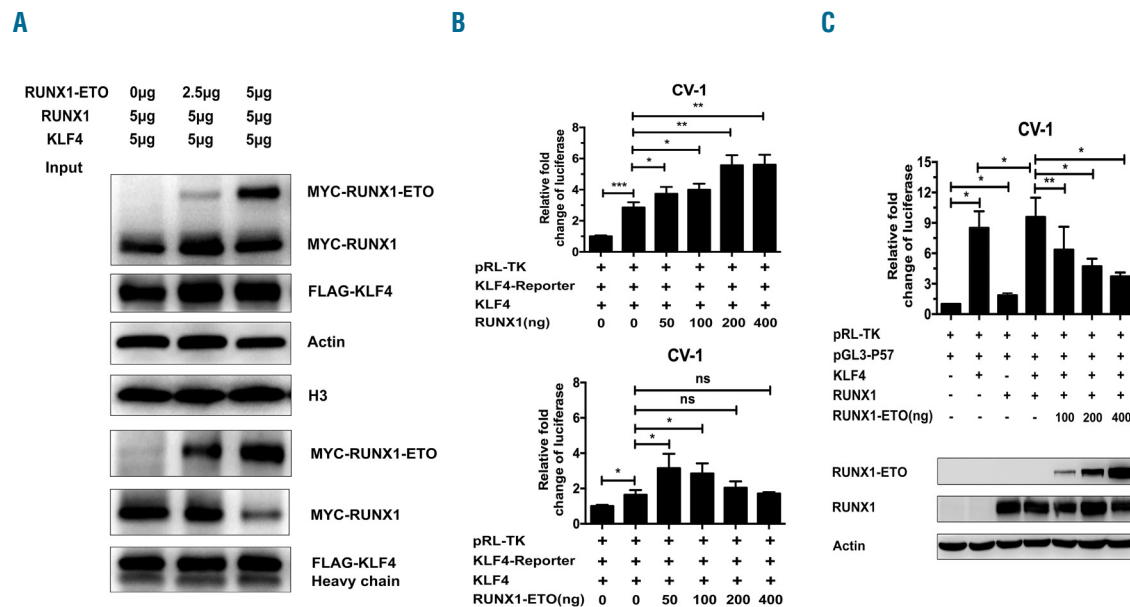 A
RUNX1-ETO 0µg 2.5µg 5µg
RUNX1 5µg 5µg 5µg
KLF4 5µg 5µg 5µg
Input
MYC-RUNX1-ETO
MYC-RUNX1
FLAG-KLF4
Actin
H3
MYC-RUNX1-ETO
MYC-RUNX1
FLAG-KLF4
Heavy chain
B
CV-1
Relative fold
change of luciferase
8
6
4
2
0
***
*
*
**
**
pRL-TK + + + + + +
KLF4-Reporter + + + + + +
KLF4 + + + + + +
RUNX1(ng) 0 0 50 100 200 400
CV-1
Relative fold
change of luciferase
8
6
4
2
0
*
*
*
ns
ns
pRL-TK + + + + + +
KLF4-Reporter + + + + + +
KLF4 + + + + + +
RUNX1-ETO(ng) 0 0 50 100 200 400
C
CV-1
Relative fold
change of luciferase
15
12
9
6
3
0
*
*
*
**
*
*
pRL-TK + + + + + + +
pGL3-P57 + + + + + + +
KLF4 - + - + + + +
RUNX1 - - + + + + +
RUNX1-ETO(ng) - - - - 100 200 400
RUNX1-ETO
RUNX1
Actin